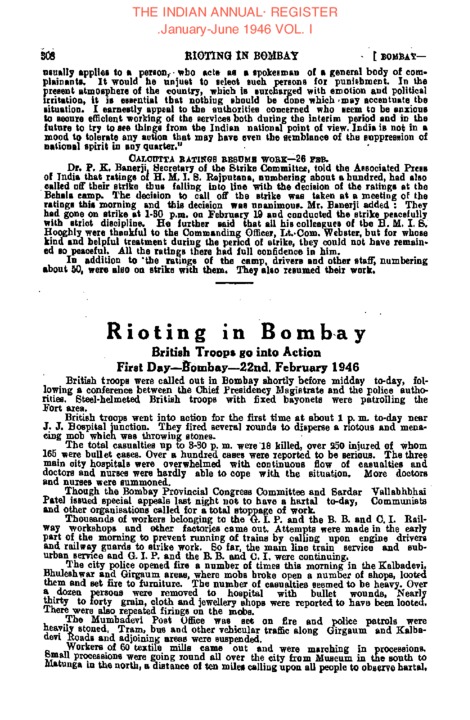 THE INDIAN ANNUAL REGISTER
January-June 1946 VOL. I
308 RIOTING IN BOMBAY [ BOMBAY—
usually applies to a person, who acts as a spokesman of a general body of com-
plainants. It would be unjust to select such persons for punishment. In the
present atmosphere of the country, which is surcharged with emotion and political
irritation, it is essential that nothing should be done which may accentuate the
situation. I earnestly appeal to the authorities concerned who seem to be anxious
to secure efficient working of the services both during the interim period and in the
future to try to see things from the Indian national point of view. India is not in a
mood to tolerate any action that may have even the semblance of the suppression of
national spirit in any quarter."
CALCUTTA RATINGS RESUME WORK—26 FEB.
Dr. P. K. Banerji, Secretary of the Strike Committee, told the Associated Press
of India that ratings of H. M. I. S. Rajputana, numbering about a hundred, had also
called off their strike thus falling into line with the decision of the ratings at the
Behala camp. The decision to call off the strike was taken at a meeting of the
ratings this morning and this decision was unanimous. Mr. Banerji added : They
had gone on strike at 1-30 p.m. on February 19 and conducted the strike peacefully
with strict discipline. He further said that all his colleagues of the H. M. I. S.
Hooghly were thankful to the Commanding Officer, Lt.-Com. Webster, but for whose
kind and helpful treatment during the period of strike, they could not have remain-
ed so peaceful. All the ratings there had full confidence in him.
In addition to the ratings of the camp, drivers and other staff, numbering
about 50, were also on strike with them. They also resumed their work.
Rioting in Bombay
British Troops go into Action
First Day—Bombay—22nd. February 1946
British troops were called out in Bombay shortly before midday to-day, fol-
lowing a conference between the Chief Presidency Magistrate and the police autho-
rities. Steel-helmeted British troops with fixed bayonets were patrolling the
Fort area.
British troops went into action for the first time at about 1 p. m. to-day near
J. J. Hospital junction. They fired several rounds to disperse a riotous and mena-
cing mob which was throwing stones.
The total casualties up to 3-30 p. m. were 18 killed, over 250 injured of whom
165 were bullet cases. Over a hundred cases were reported to be serious. The three
main city hospitals were overwhelmed with continuous flow of casualties and
doctors and nurses were hardly able to cope with the situation. More doctors
and nurses were summoned.
Though the Bombay Provincial Congress Committee and Sardar Vallabhbhai
Patel issued special appeals last night not to have a hartal to-day, Communists
and other organisations called for a total stoppage of work.
Thousands of workers belonging to the G. I. P. and the B. B. and C. I. Rail-
way workshops and other factories came out. Attempts were made in the early
part of the morning to prevent running of trains by calling upon engine drivers
and railway guards to strike work. So far, the main line train service and sub-
urban service and G. I. P. and the B. B. and C. I. were continuing.
The city police opened fire a number of times this morning in the Kalbadevi,
Bhuleshwar and Girgaum areas, where mobs broke open a number of shops, looted
them and set fire to furniture. The number of casualties seemed to be heavy. Over
a dozen persons were removed to hospital with bullet wounds, Nearly
thirty to forty grain, cloth and jewellery shops were reported to have been looted.
There were also repeated firings on the mobs.
The Mumbadevi Post Office was set on fire and police patrols were
heavily stoned. Tram, bus and other vehicular traffic along Girgaum and Kalba-
devi Roads and adjoining areas were suspended.
Workers of 60 textile mills came out and were marching in processions.
Small processions were going round all over the city from Museum in the south to
Matunga in the north, a distance of ten miles calling upon all people to observe hartal.